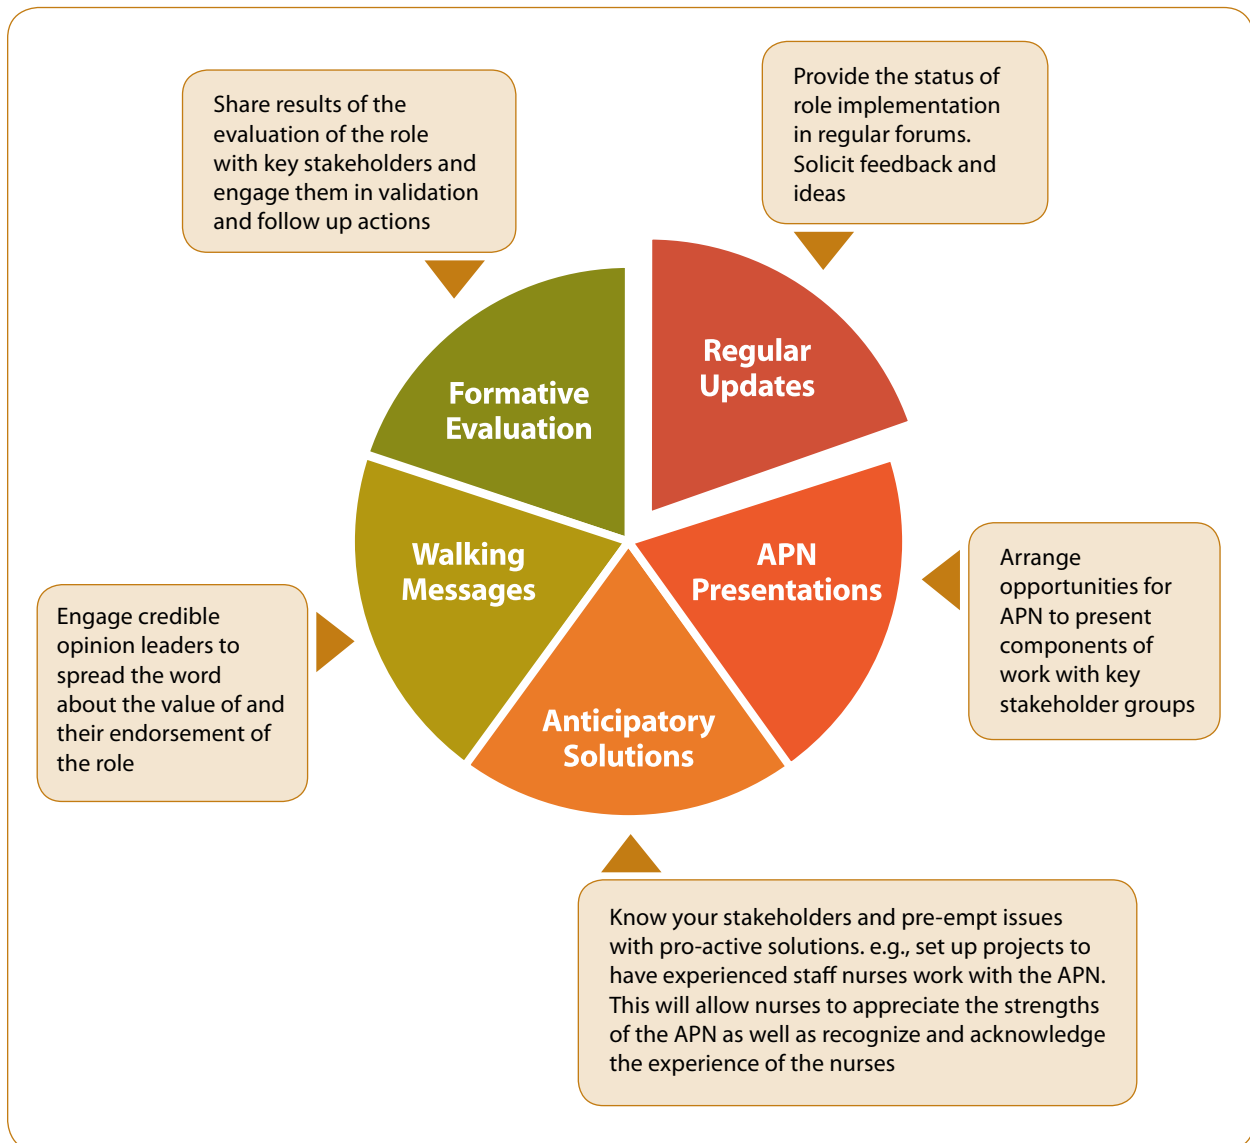 Share results of the
evaluation of the role
with key stakeholders and
engage them in validation
and follow up actions
Provide the status of
role implementation
in regular forums.
Solicit feedback and
ideas
Regular
Updates
Formative
Evaluation
Walking
Messages
APN
Presentations
Anticipatory
Solutions
Arrange
opportunities for
APN to present
components of
work with key
stakeholder groups
Engage credible
opinion leaders to
spread the word
about the value of and
their endorsement of
the role
Know your stakeholders and pre-empt issues
with pro-active solutions. e.g., set up projects to
have experienced staff nurses work with the APN.
This will allow nurses to appreciate the strengths
of the APN as well as recognize and acknowledge
the experience of the nurses